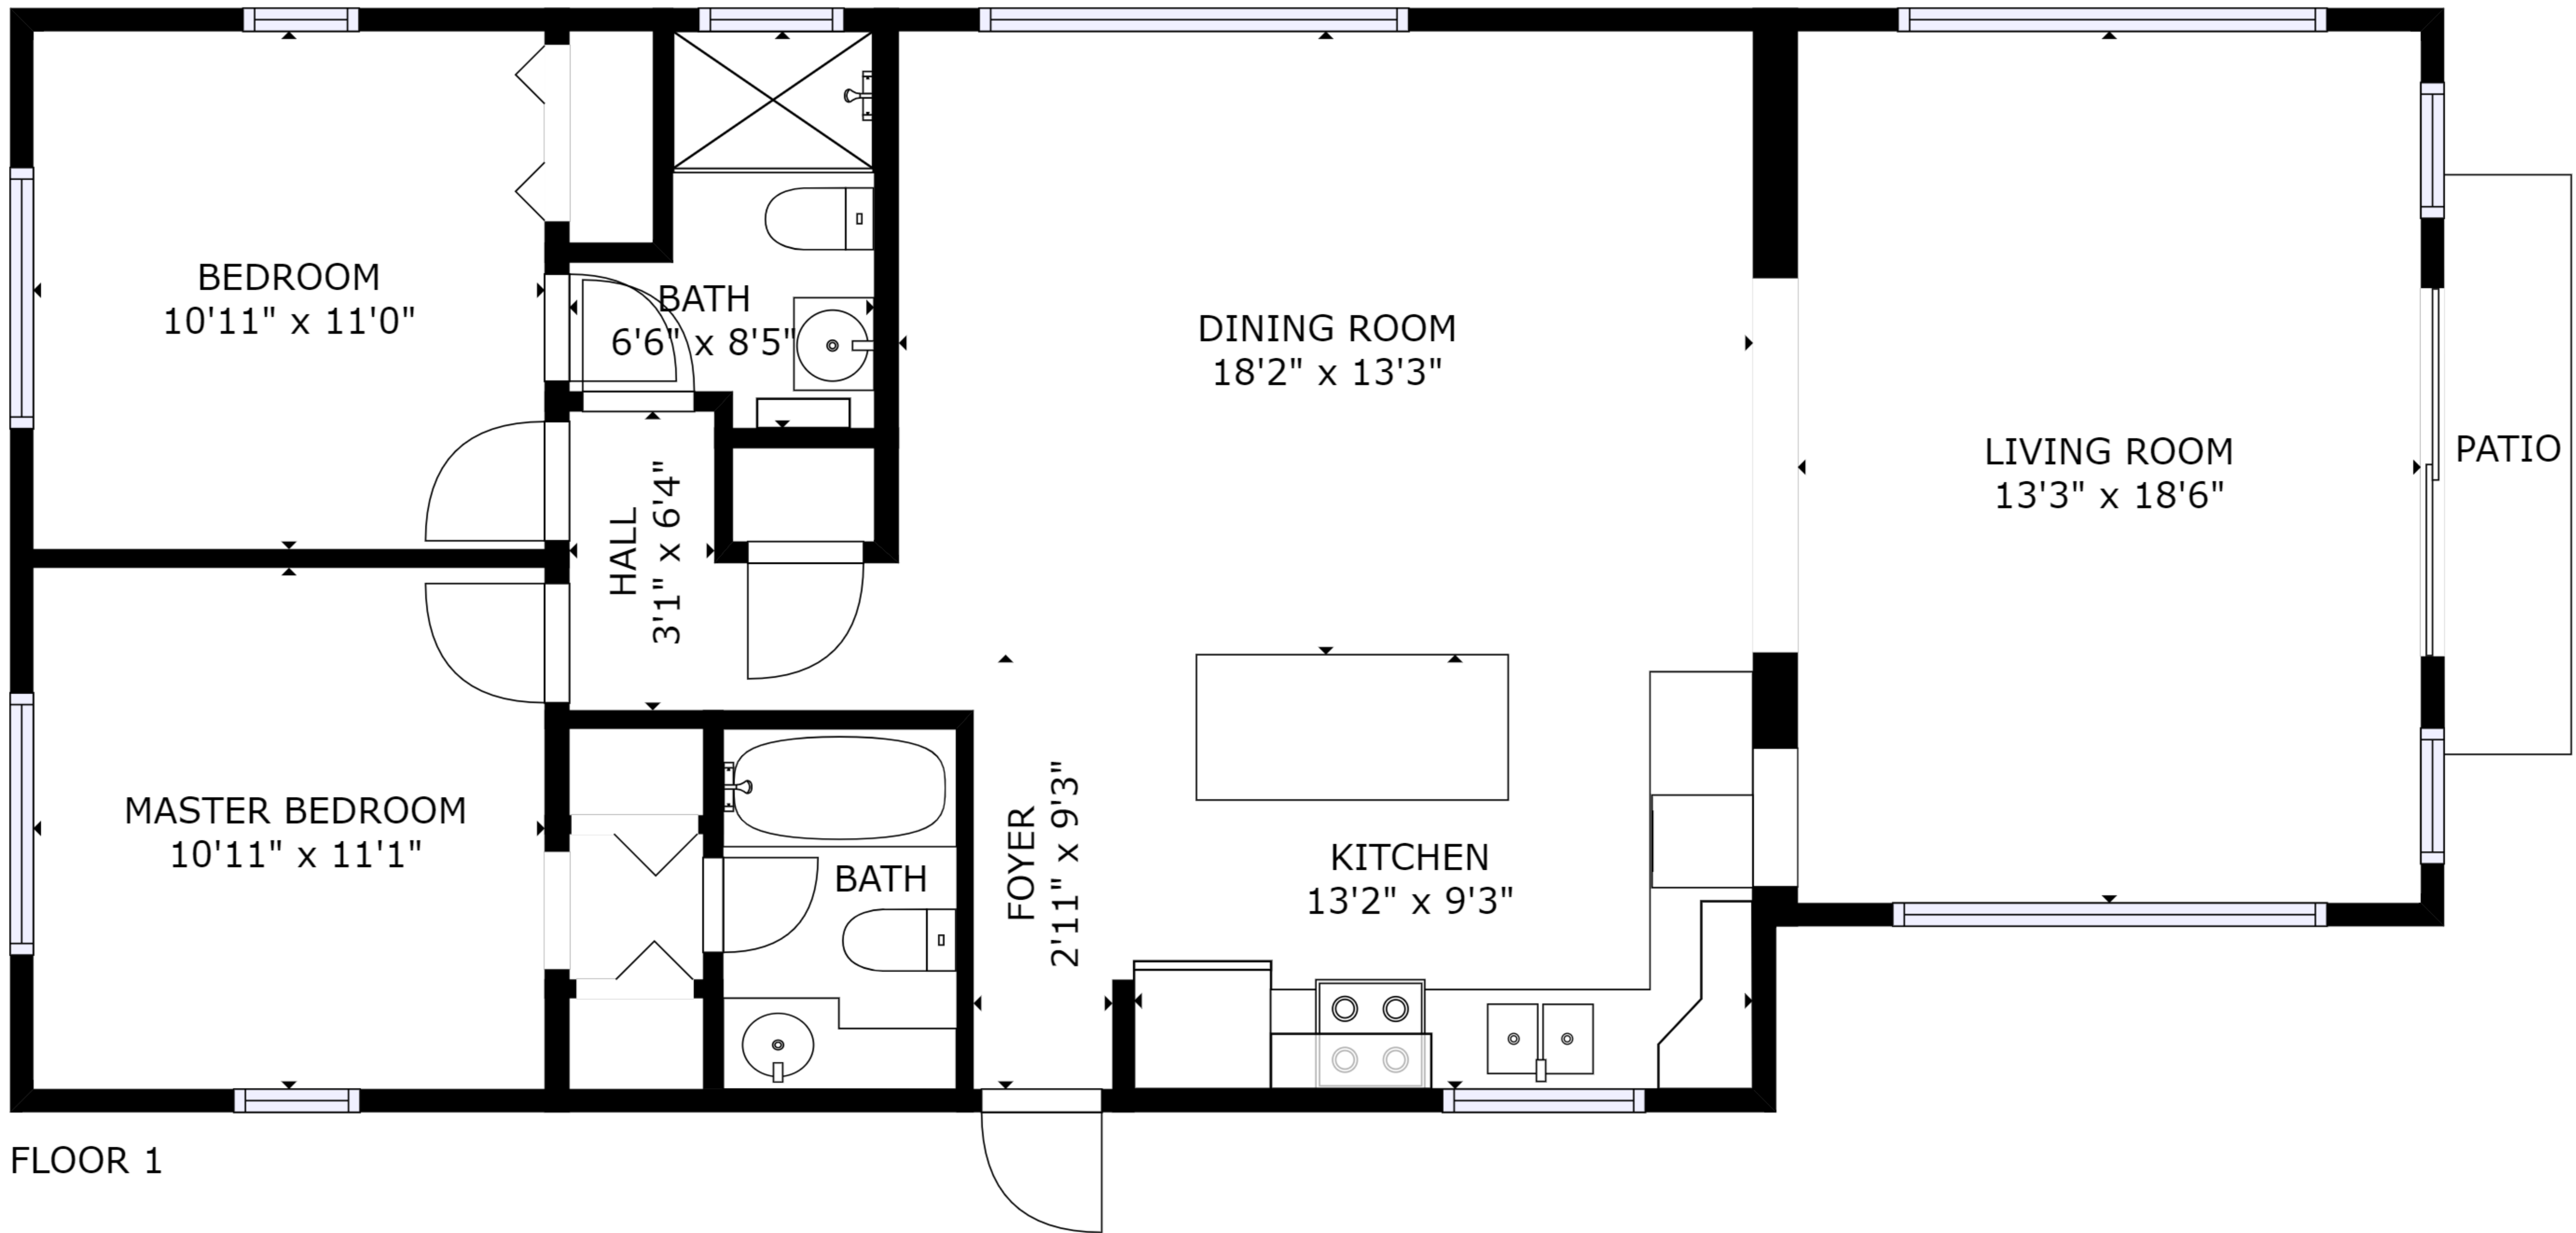 BEDROOM
10'11" x 11'0"
BATH
6'6" x 8'5"
DINING ROOM
18'2" x 13'3"
LIVING ROOM
13'3" x 18'6"
PATIO
HALL
3'1" x 6'4"
MASTER BEDROOM
10'11" x 11'1"
BATH
FOYER
2'11" x 9'3"
KITCHEN
13'2" x 9'3"
FLOOR 1